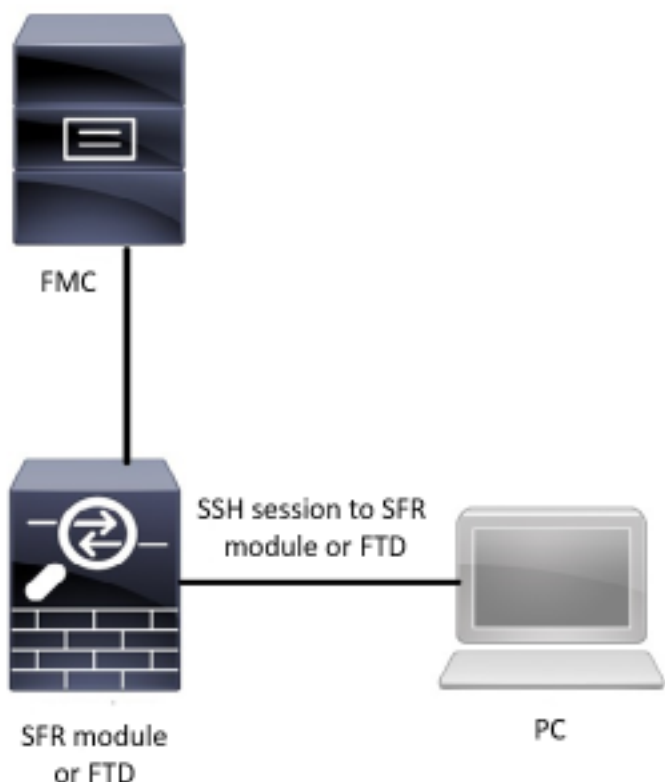 FMC
SSH session to SFR
module or FTD
SFR module
or FTD
PC